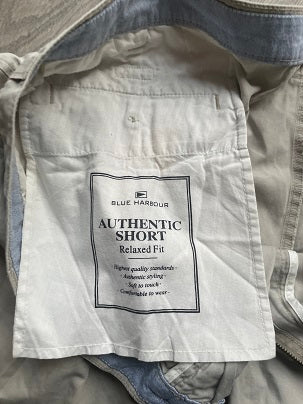 BLUE HARBOUR
AUTHENTIC
SHORT
Relaxed Fit
- Highest quality standards -
- Authentic styling -
- Soft to touch -
- Comfortable to wear -